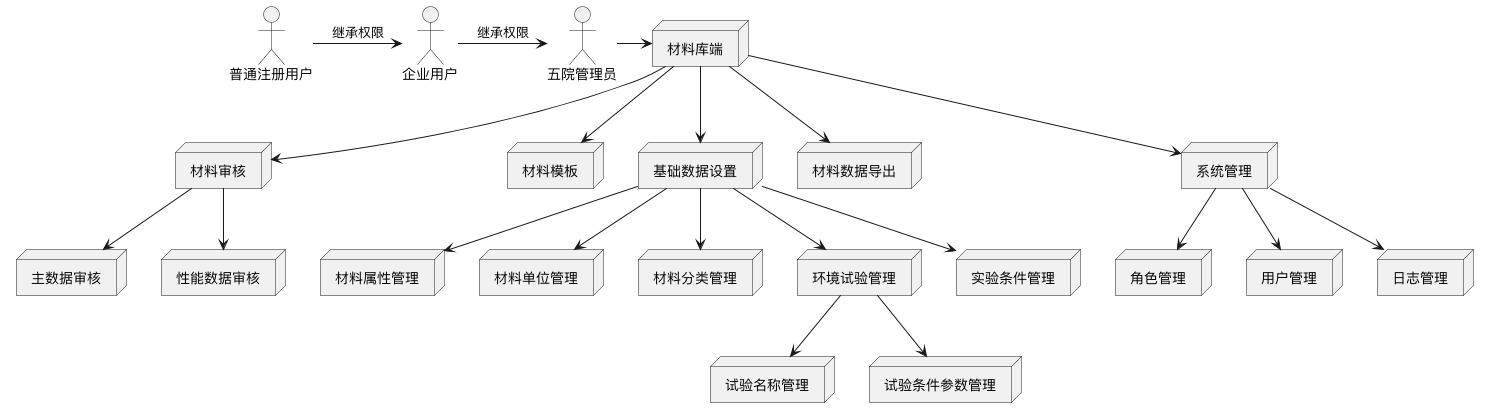 继承权限
继承权限
普通注册用户
企业用户
五院管理员
材料库端
材料审核
材料模板
基础数据设置
材料数据导出
系统管理
主数据审核
性能数据审核
材料属性管理
材料单位管理
材料分类管理
环境试验管理
实验条件管理
角色管理
用户管理
日志管理
试验名称管理
试验条件参数管理